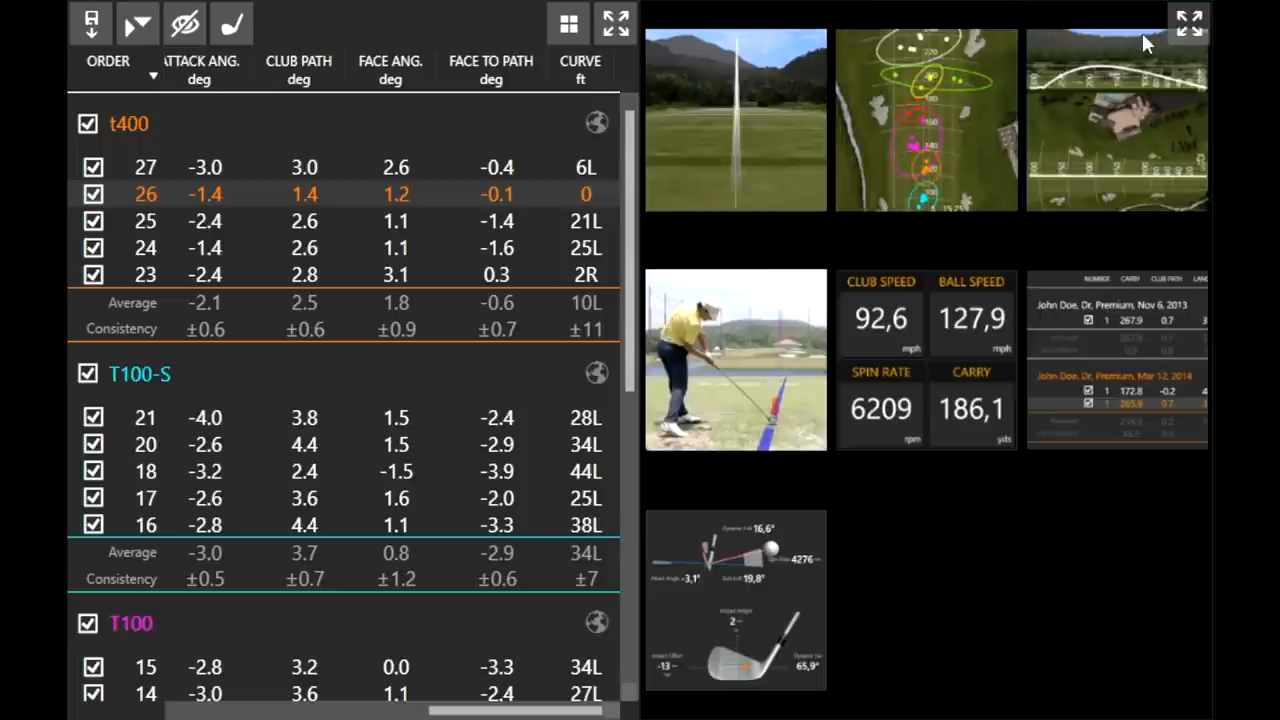 ORDER TTACK ANG. CLUB PATH FACE ANG. FACE TO PATH CURVE
deg deg deg deg ft
t400
27 -3.0 3.0 2.6 -0.4 6L
26 -1.4 1.4 1.2 -0.1 0
25 -2.4 2.6 1.1 -1.4 21L
24 -1.4 2.6 1.1 -1.6 25L
23 -2.4 2.8 3.1 0.3 2R
Average -2.1 2.5 1.8 -0.6 10L
Consistency ±0.6 ±0.6 ±0.9 ±0.7 ±11
T100-S
21 -4.0 3.8 1.5 -2.4 28L
20 -2.6 4.4 1.5 -2.9 34L
18 -3.2 2.4 -1.5 -3.9 44L
17 -2.6 3.6 1.6 -2.0 25L
16 -2.8 4.4 1.1 -3.3 38L
Average -3.0 3.7 0.8 -2.9 34L
Consistency ±0.5 ±0.7 ±1.2 ±0.6 ±7
T100
15 -2.8 3.2 0.0 -3.3 34L
14 -3.0 3.6 1.1 -2.4 27L
CLUB SPEED BALL SPEED
92,6 127,9
mph mph
SPIN RATE CARRY
6209 186,1
rpm yds
NUMBER CARRY CLUB PATH
John Doe, Dr, Premium, Nov 6, 2013
1 267.9 0.7
John Doe, Dr, Premium, Mar 12, 2014
1 172.8 -0.2
1 265.9 0.7
16,6°
4276
-3,1° 19,8°
2
-13
65,9°